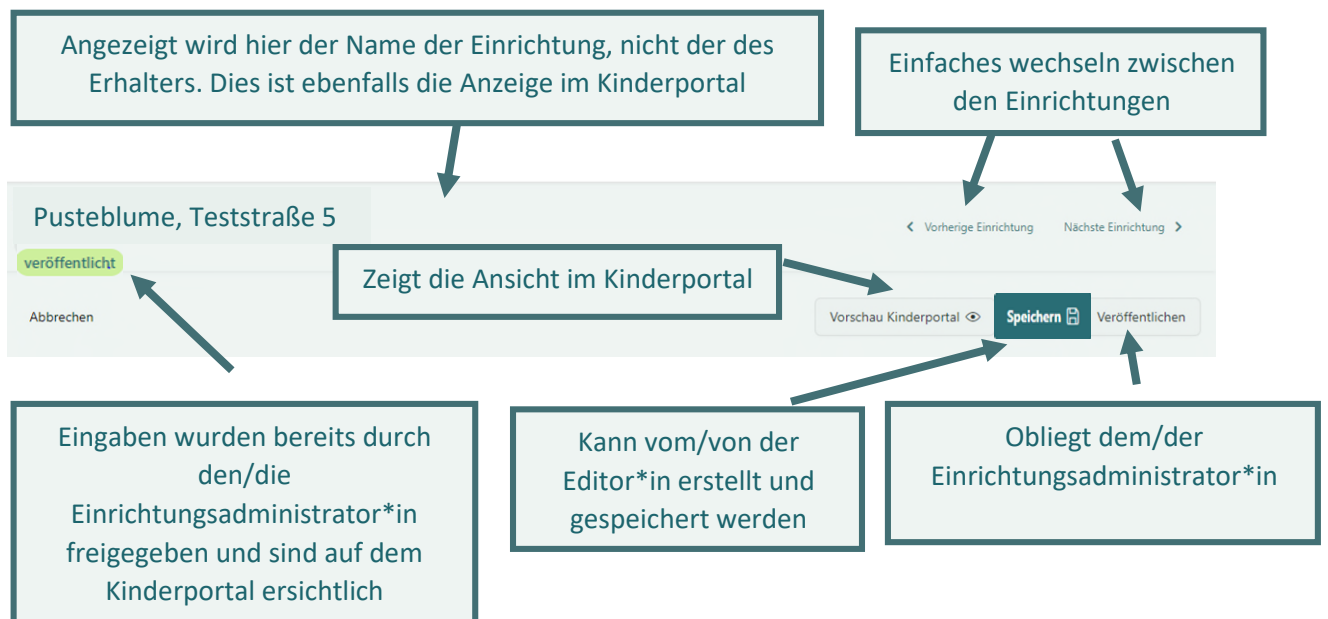 Angezeigt wird hier der Name der Einrichtung, nicht der des
Erhalters. Dies ist ebenfalls die Anzeige im Kinderportal
Einfaches wechseln zwischen
den Einrichtungen
Pusteblume, Teststraße 5
Vorherige Einrichtung
Nächste Einrichtung
veröffentlicht
Zeigt die Ansicht im Kinderportal
Abbrechen
Vorschau Kinderportal
Speichern
Veröffentlichen
Eingaben wurden bereits durch
den/die
Einrichtungsadministrator*in
freigegeben und sind auf dem
Kinderportal ersichtlich
Kann vom/von der
Editor*in erstellt und
gespeichert werden
Obliegt dem/der
Einrichtungsadministrator*in